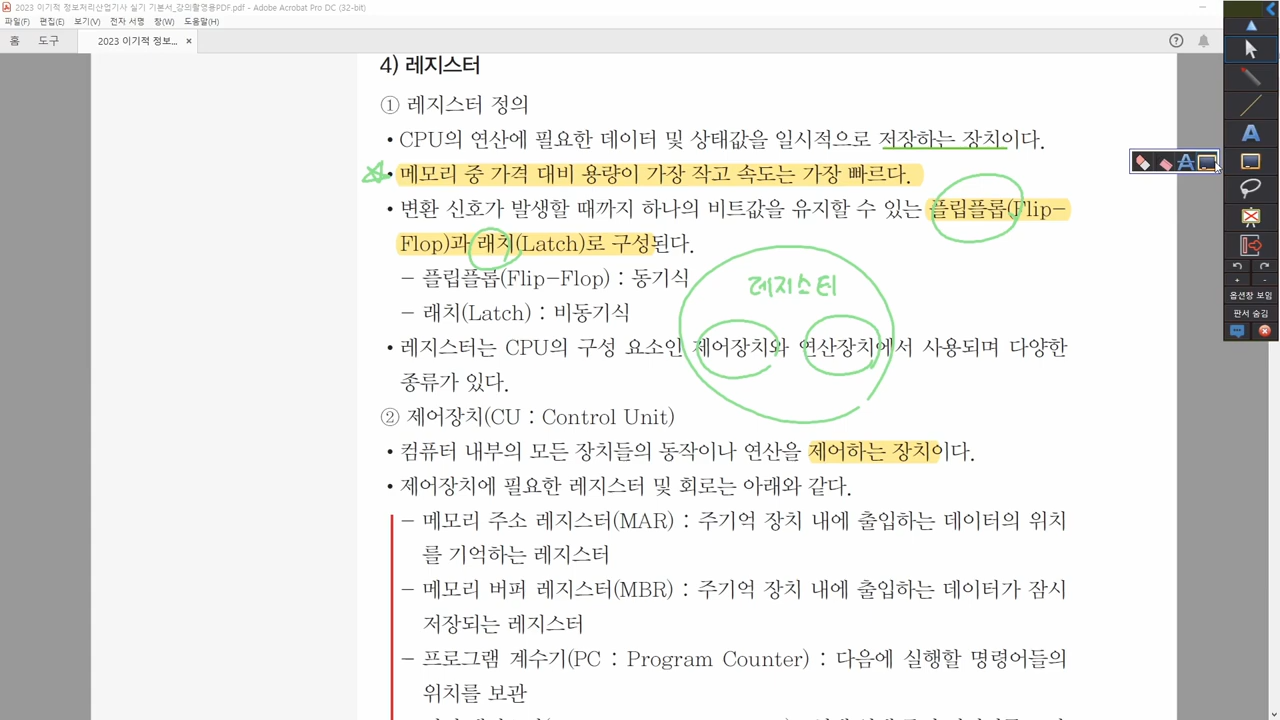 2023 이기적 정보처리산업기사 실기 기본서_강의촬영용PDF.pdf - Adobe Acrobat Pro DC (32-bit)
파일(F) 편집(E) 보기(V) 전자 서명 창(W) 도움말(H)
홈 도구 2023 이기적 정보... ×
4) 레지스터
① 레지스터 정의
• CPU의 연산에 필요한 데이터 및 상태값을 일시적으로 저장하는 장치이다.
• 메모리 중 가격 대비 용량이 가장 작고 속도는 가장 빠르다.
• 변환 신호가 발생할 때까지 하나의 비트값을 유지할 수 있는 플립플롭(Flip-
Flop)과 래치(Latch)로 구성된다.
- 플립플롭(Flip-Flop) : 동기식
레지스터
- 래치(Latch) : 비동기식
• 레지스터는 CPU의 구성 요소인 제어장치와 연산장치에서 사용되며 다양한
종류가 있다.
② 제어장치(CU : Control Unit)
• 컴퓨터 내부의 모든 장치들의 동작이나 연산을 제어하는 장치이다.
• 제어장치에 필요한 레지스터 및 회로는 아래와 같다.
- 메모리 주소 레지스터(MAR) : 주기억 장치 내에 출입하는 데이터의 위치
를 기억하는 레지스터
- 메모리 버퍼 레지스터(MBR) : 주기억 장치 내에 출입하는 데이터가 잠시
저장되는 레지스터
- 프로그램 계수기(PC : Program Counter) : 다음에 실행할 명령어들의
위치를 보관
A
A
+ -
옵션창 보임
판서 숨김